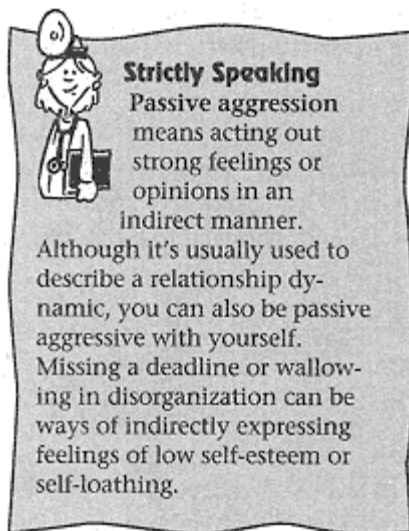 Strictly Speaking
Passive aggression
means acting out
strong feelings or
opinions in an
indirect manner.
Although it's usually used to
describe a relationship dy-
namic, you can also be passive
aggressive with yourself.
Missing a deadline or wallow-
ing in disorganization can be
ways of indirectly expressing
feelings of low self-esteem or
self-loathing.